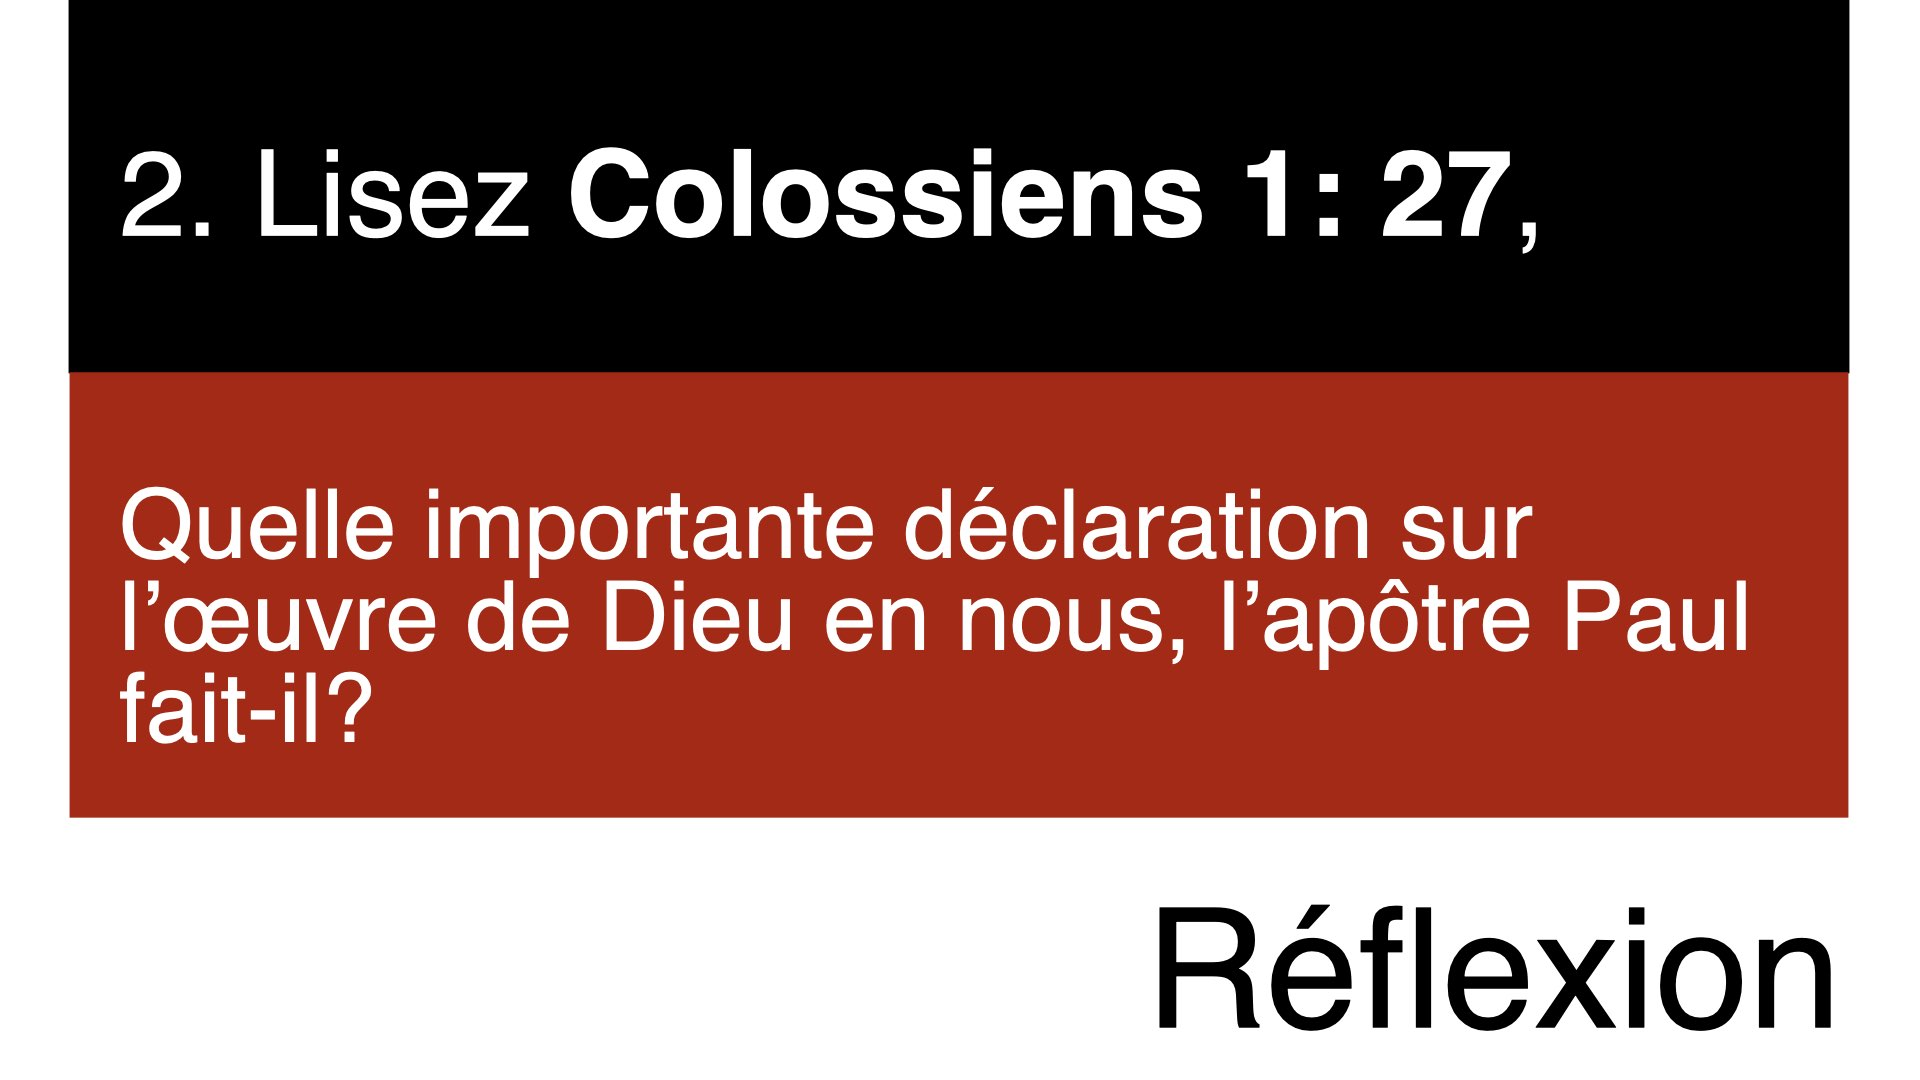 2. Lisez Colossiens 1: 27,
Quelle importante déclaration sur
l’œuvre de Dieu en nous, l’apôtre Paul
fait-il?
Réflexion